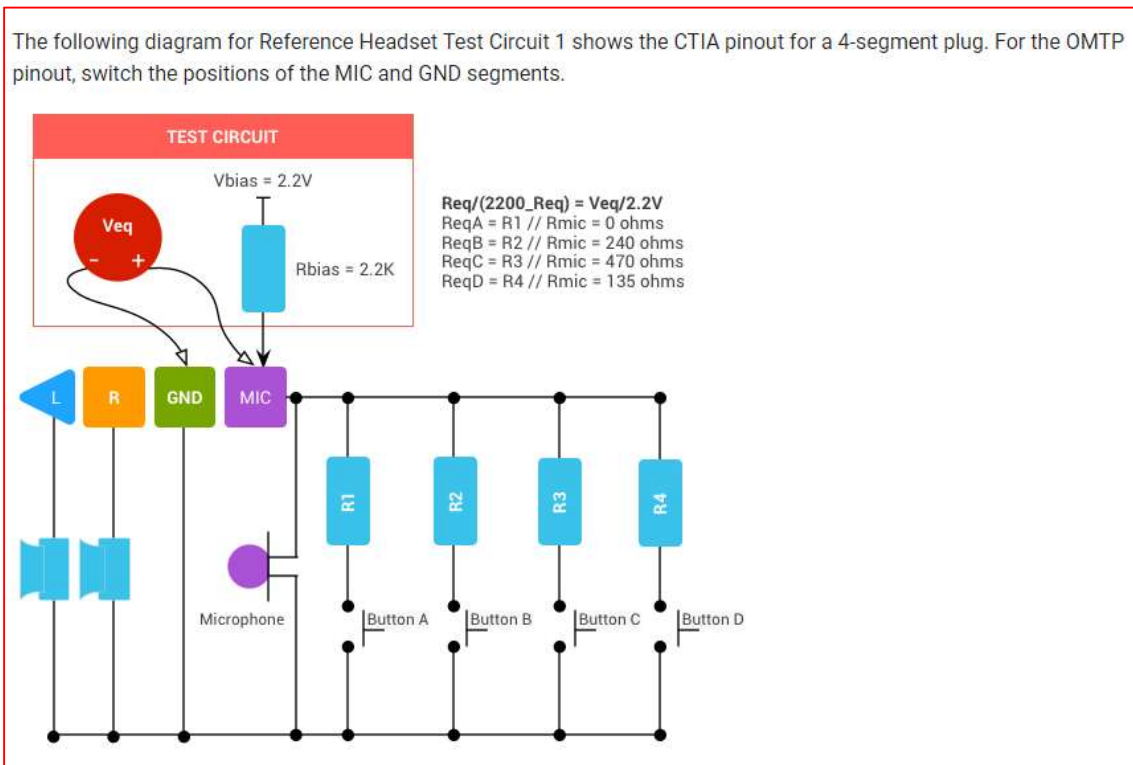 The following diagram for Reference Headset Test Circuit 1 shows the CTIA pinout for a 4-segment plug. For the OMTP
pinout, switch the positions of the MIC and GND segments.
TEST CIRCUIT
Vbias = 2.2V
Veq
- +
Rbias = 2.2K
Req/(2200_Req) = Veq/2.2V
ReqA = R1 // Rmic = 0 ohms
ReqB = R2 // Rmic = 240 ohms
ReqC = R3 // Rmic = 470 ohms
ReqD = R4 // Rmic = 135 ohms
L
R
GND
MIC
R1
R2
R3
R4
Microphone
Button A
Button B
Button C
Button D